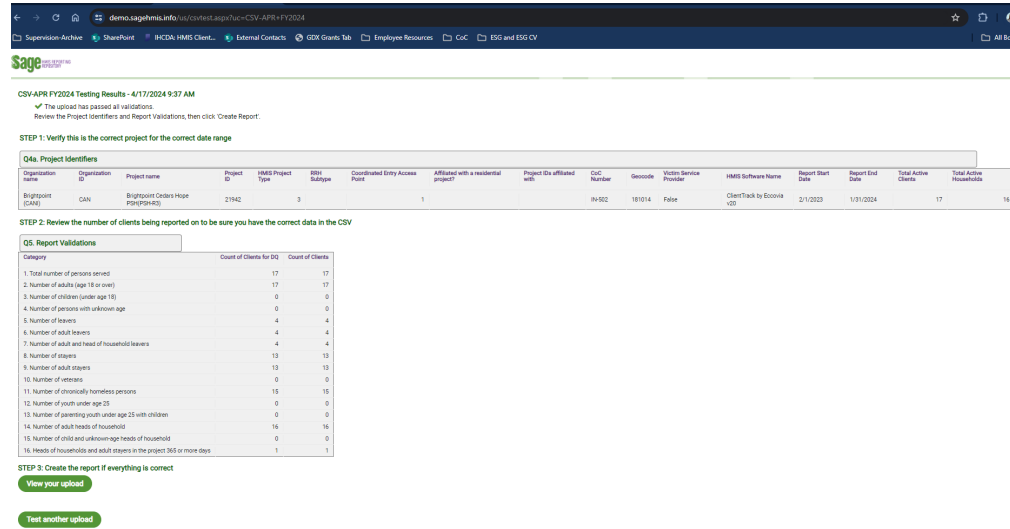 demo.sagehmis.info/us/csvtest.aspx?uc=CSV-APR+FY2024
Supervision-Archive SharePoint IHCDA: HMIS Client... External Contacts GDX Grants Tab Employee Resources CoC ESG and ESG CV All Bo
Sage HMIS REPORTING REPOSITORY
CSV-APR FY2024 Testing Results - 4/17/2024 9:37 AM
The upload has passed all validations.
Review the Project Identifiers and Report Validations, then click 'Create Report'.
STEP 1: Verify this is the correct project for the correct date range
Q4a. Project Identifiers
Organization name Organization ID Project name Project ID HMIS Project Type RRH Subtype Coordinated Entry Access Point Affiliated with a residential project? Project IDs affiliated with CoC Number Geocode Victim Service Provider HMIS Software Name Report Start Date Report End Date Total Active Clients Total Active Households
Brightpoint (CANI) CAN Brightpoint Cedars Hope PSH(PSH-R3) 21942 3 1 IN-502 181014 False ClientTrack by Eccovia v20 2/1/2023 1/31/2024 17 16
STEP 2: Review the number of clients being reported on to be sure you have the correct data in the CSV
Q5. Report Validations
Category Count of Clients for DQ Count of Clients
1. Total number of persons served 17 17
2. Number of adults (age 18 or over) 17 17
3. Number of children (under age 18) 0 0
4. Number of persons with unknown age 0 0
5. Number of leavers 4 4
6. Number of adult leavers 4 4
7. Number of adult and head of household leavers 4 4
8. Number of stayers 13 13
9. Number of adult stayers 13 13
10. Number of veterans 0 0
11. Number of chronically homeless persons 15 15
12. Number of youth under age 25 0 0
13. Number of parenting youth under age 25 with children 0 0
14. Number of adult heads of household 16 16
15. Number of child and unknown-age heads of household 0 0
16. Heads of households and adult stayers in the project 365 or more days 1 1
STEP 3: Create the report if everything is correct
View your upload
Test another upload